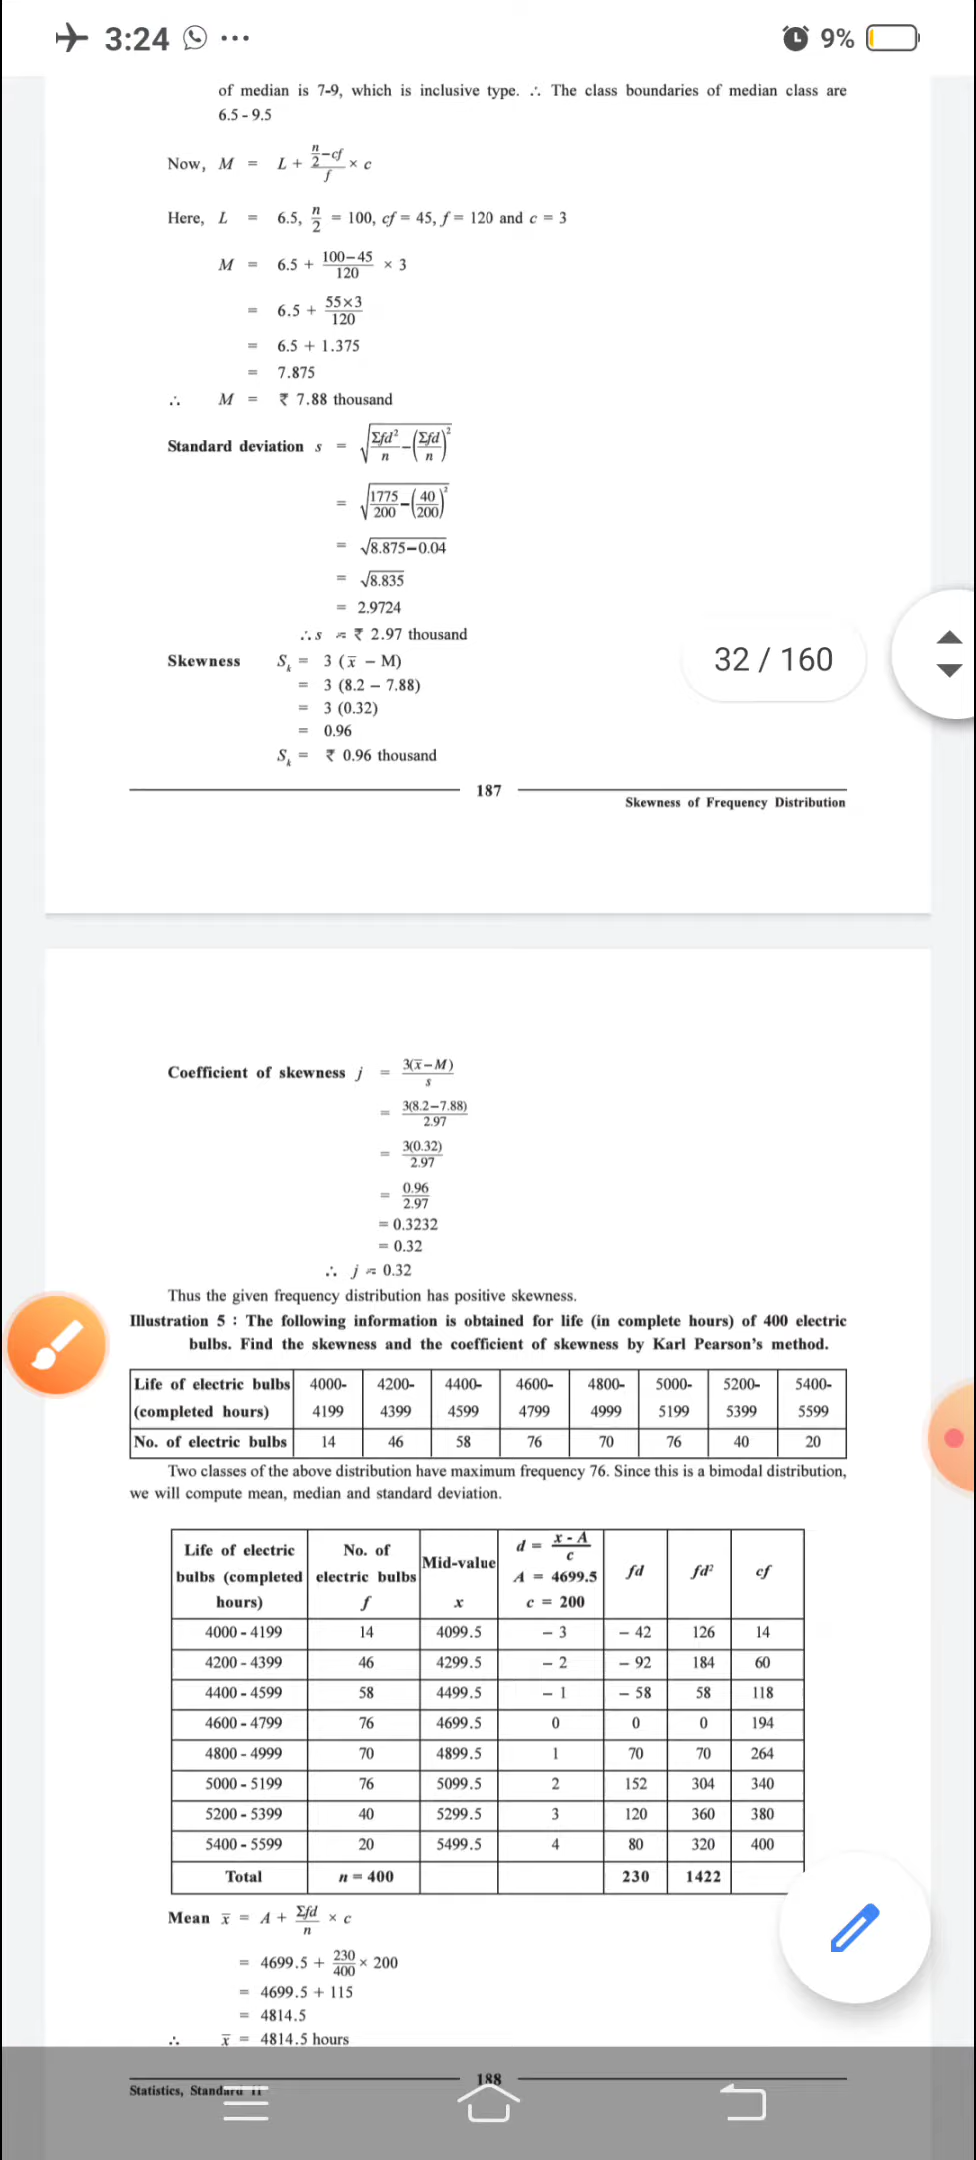 3:24 ... 9%
of median is 7-9, which is inclusive type. ∴ The class boundaries of median class are
6.5 - 9.5
Now, M = L + (n/2 − cf)/f × c
Here, L = 6.5, n/2 = 100, cf = 45, f = 120 and c = 3
M = 6.5 + (100−45)/120 × 3
= 6.5 + (55×3)/120
= 6.5 + 1.375
= 7.875
∴ M = ₹ 7.88 thousand
Standard deviation s = √(Σfd²/n − (Σfd/n)²)
= √(1775/200 − (40/200)²)
= √(8.875−0.04)
= √8.835
= 2.9724
∴ s ≈ ₹ 2.97 thousand
32 / 160
Skewness Sₖ = 3 (x̄ – M)
= 3 (8.2 – 7.88)
= 3 (0.32)
= 0.96
Sₖ = ₹ 0.96 thousand
187
Skewness of Frequency Distribution
Coefficient of skewness j = 3(x̄−M)/s
= 3(8.2−7.88)/2.97
= 3(0.32)/2.97
= 0.96/2.97
= 0.3232
= 0.32
∴ j ≈ 0.32
Thus the given frequency distribution has positive skewness.
Illustration 5 : The following information is obtained for life (in complete hours) of 400 electric
bulbs. Find the skewness and the coefficient of skewness by Karl Pearson's method.
Life of electric bulbs 4000- 4200- 4400- 4600- 4800- 5000- 5200- 5400-
(completed hours) 4199 4399 4599 4799 4999 5199 5399 5599
No. of electric bulbs 14 46 58 76 70 76 40 20
Two classes of the above distribution have maximum frequency 76. Since this is a bimodal distribution,
we will compute mean, median and standard deviation.
Life of electric No. of Mid-value d = (x - A)/c fd fd² cf
bulbs (completed electric bulbs A = 4699.5
hours) f x c = 200
4000 - 4199 14 4099.5 – 3 – 42 126 14
4200 - 4399 46 4299.5 – 2 – 92 184 60
4400 - 4599 58 4499.5 – 1 – 58 58 118
4600 - 4799 76 4699.5 0 0 0 194
4800 - 4999 70 4899.5 1 70 70 264
5000 - 5199 76 5099.5 2 152 304 340
5200 - 5399 40 5299.5 3 120 360 380
5400 - 5599 20 5499.5 4 80 320 400
Total n = 400 230 1422
Mean x̄ = A + Σfd/n × c
= 4699.5 + 230/400 × 200
= 4699.5 + 115
= 4814.5
∴ x̄ = 4814.5 hours
188
Statistics, Standard 11